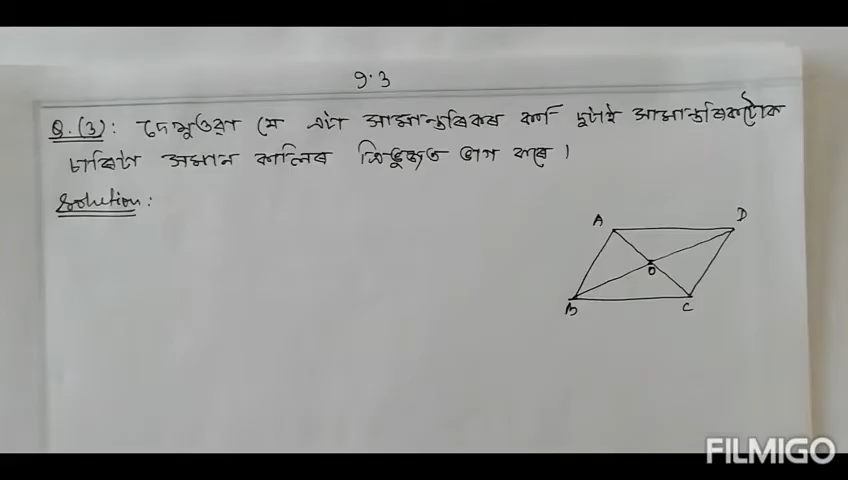 9.3
Q.(3): দেখুওৱা যে এটা সামান্তৰিকৰ কৰ্ণ দুটাই সামান্তৰিকটোক
চাৰিটা সমান কালিৰ ত্ৰিভুজত ভাগ কৰে।
Solution:
A
D
O
B
C
FILMIGO